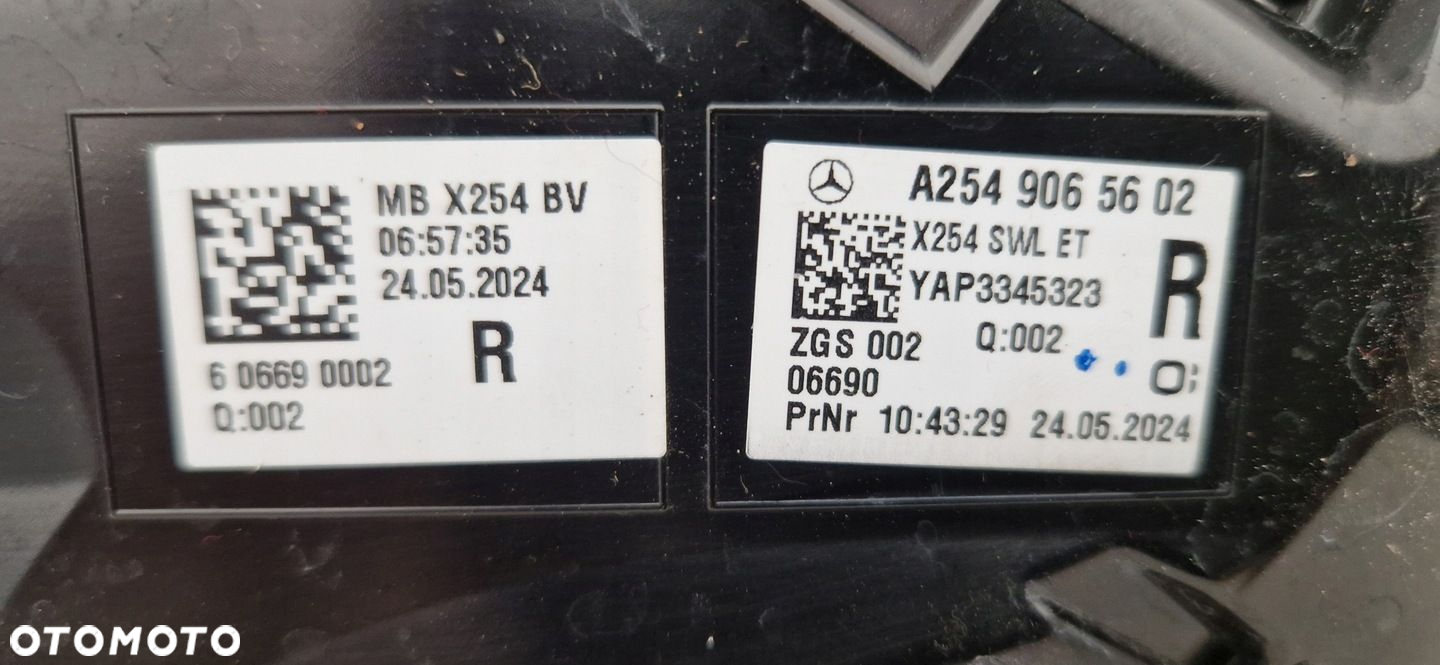 MB X254 BV
06:57:35
24.05.2024
R
6 0669 0002
Q:002
A254 906 56 02
X254 SWL ET
YAP3345323
R
ZGS 002 Q:002
06690
PrNr 10:43:29 24.05.2024
OTOMOTO